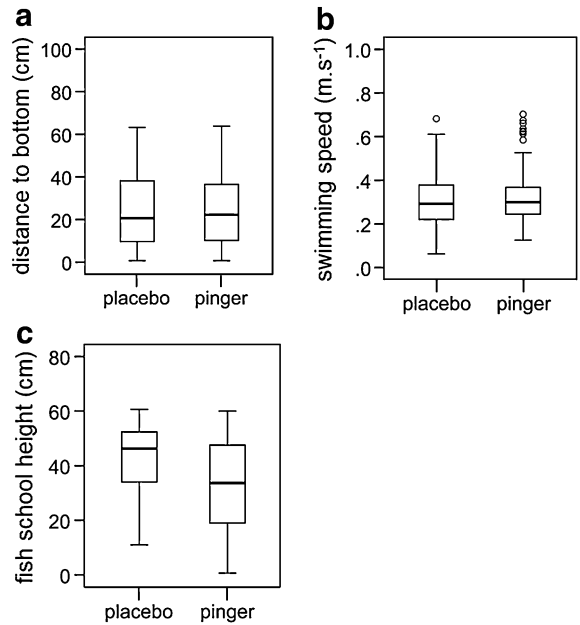 a
distance to bottom (cm)
100
80
60
40
20
0
placebo pinger
b
swimming speed (m.s-1)
1.0
.8
.6
.4
.2
.0
placebo pinger
c
fish school height (cm)
80
60
40
20
0
placebo pinger